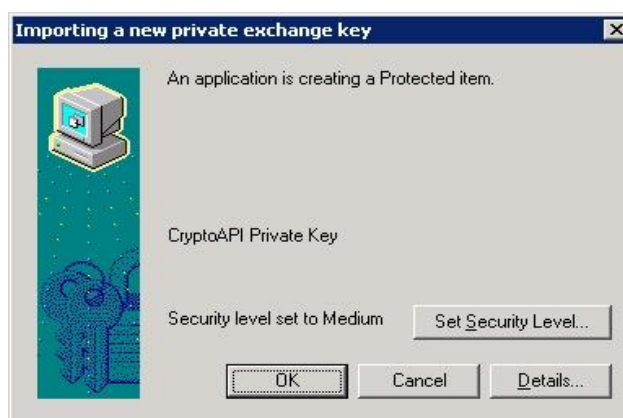 Importing a new private exchange key
An application is creating a Protected item.
CryptoAPI Private Key
Security level set to Medium
Set Security Level...
OK
Cancel
Details...